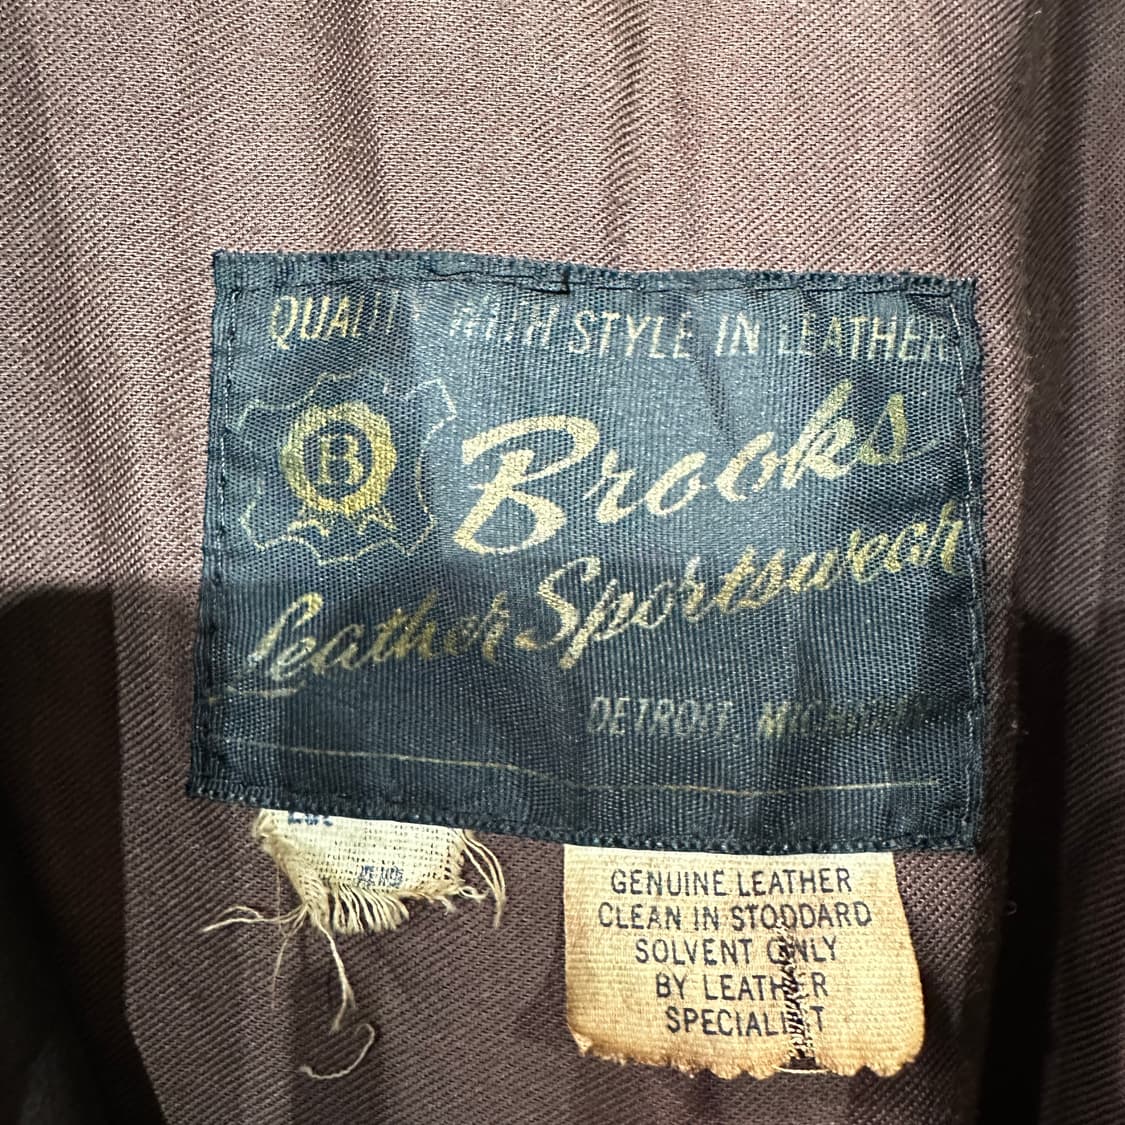 QUALITY WITH STYLE IN LEATHER
B
Brooks
Leather Sportswear
DETROIT, MICHIGAN
GENUINE LEATHER
CLEAN IN STODDARD
SOLVENT ONLY
BY LEATHER
SPECIALIST